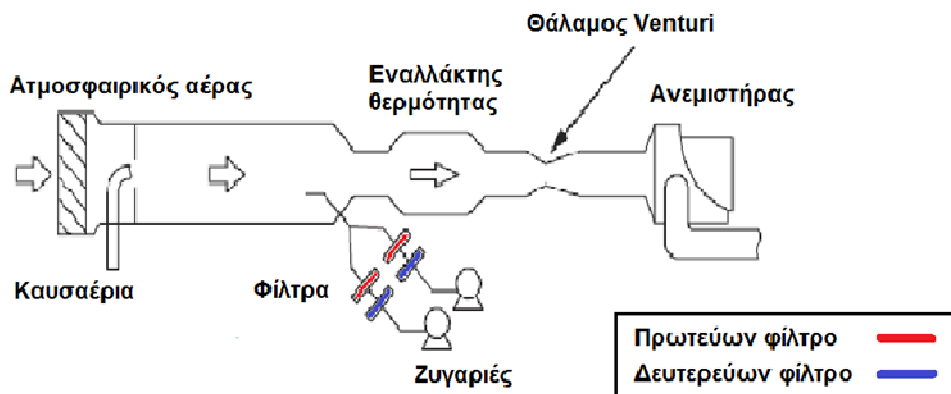 Θάλαμος Venturi
Ατμοσφαιρικός αέρας
Εναλλάκτης
θερμότητας
Ανεμιστήρας
Καυσαέρια
Φίλτρα
Ζυγαριές
Πρωτεύων φίλτρο
Δευτερεύων φίλτρο